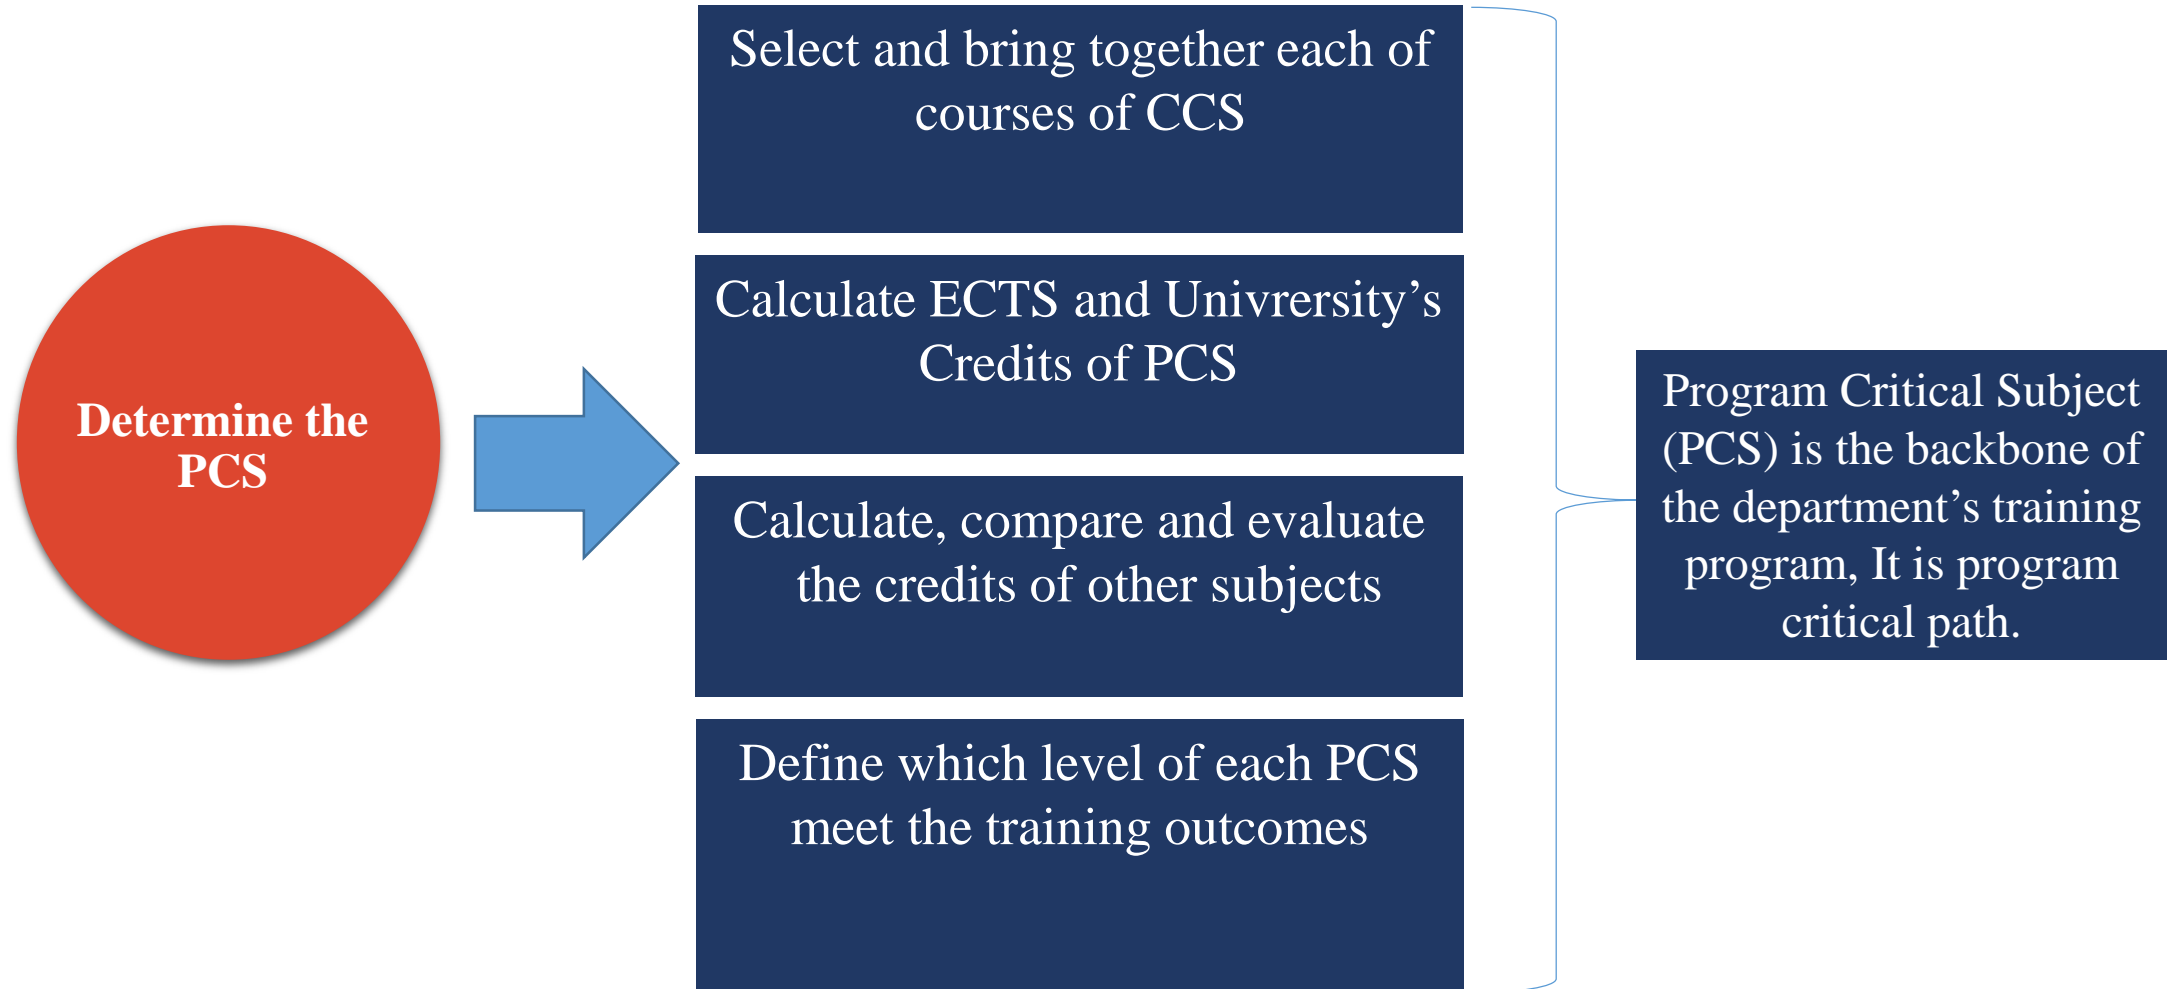 Determine the
PCS
Select and bring together each of
courses of CCS
Calculate ECTS and Univrersity’s
Credits of PCS
Calculate, compare and evaluate
the credits of other subjects
Define which level of each PCS
meet the training outcomes
Program Critical Subject
(PCS) is the backbone of
the department’s training
program, It is program
critical path.